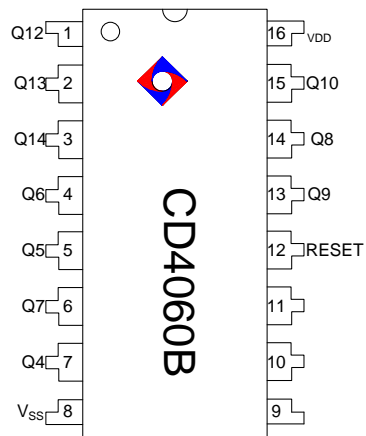 Q12 1 16 VDD
Q13 2 15 Q10
Q14 3 14 Q8
Q6 4 13 Q9
Q5 5 12 RESET
Q7 6 11
Q4 7 10
VSS 8 9
CD4060B